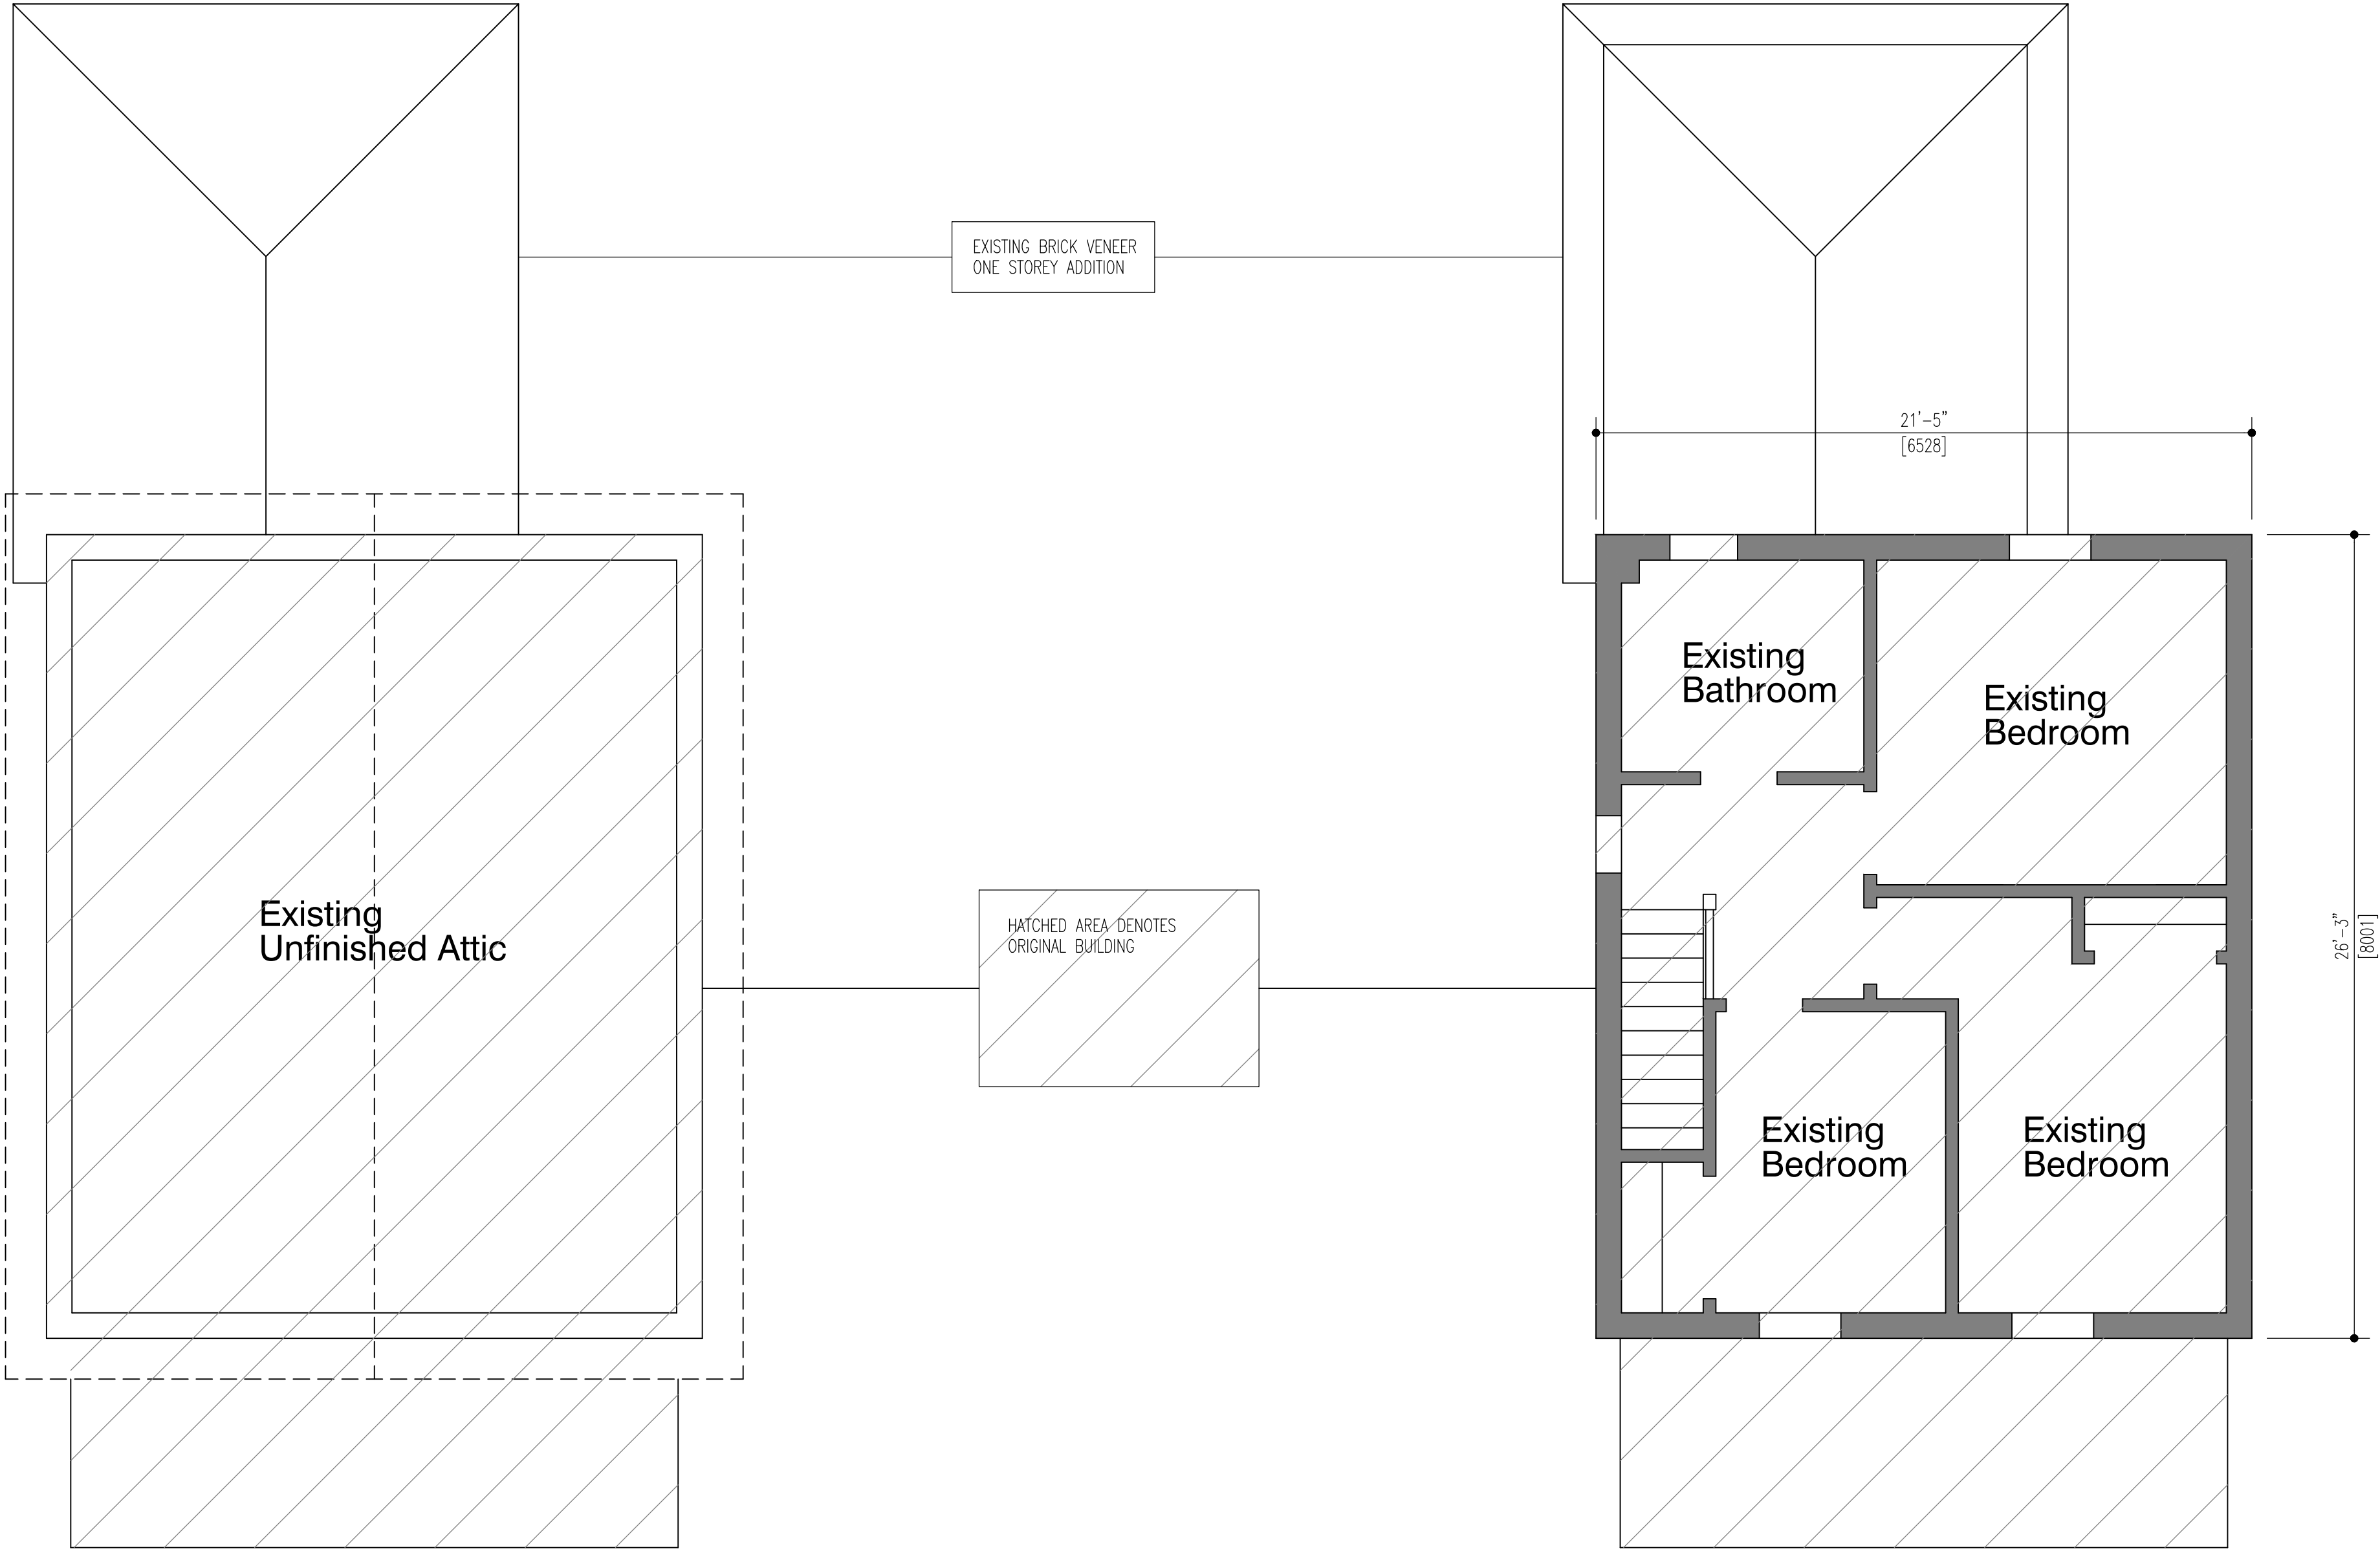 EXISTING BRICK VENEER
ONE STOREY ADDITION
21'-5"
[6528]
Existing
Bathroom
Existing
Bedroom
Existing
Unfinished Attic
HATCHED AREA DENOTES
ORIGINAL BUILDING
26'-3"
[8001]
Existing
Bedroom
Existing
Bedroom